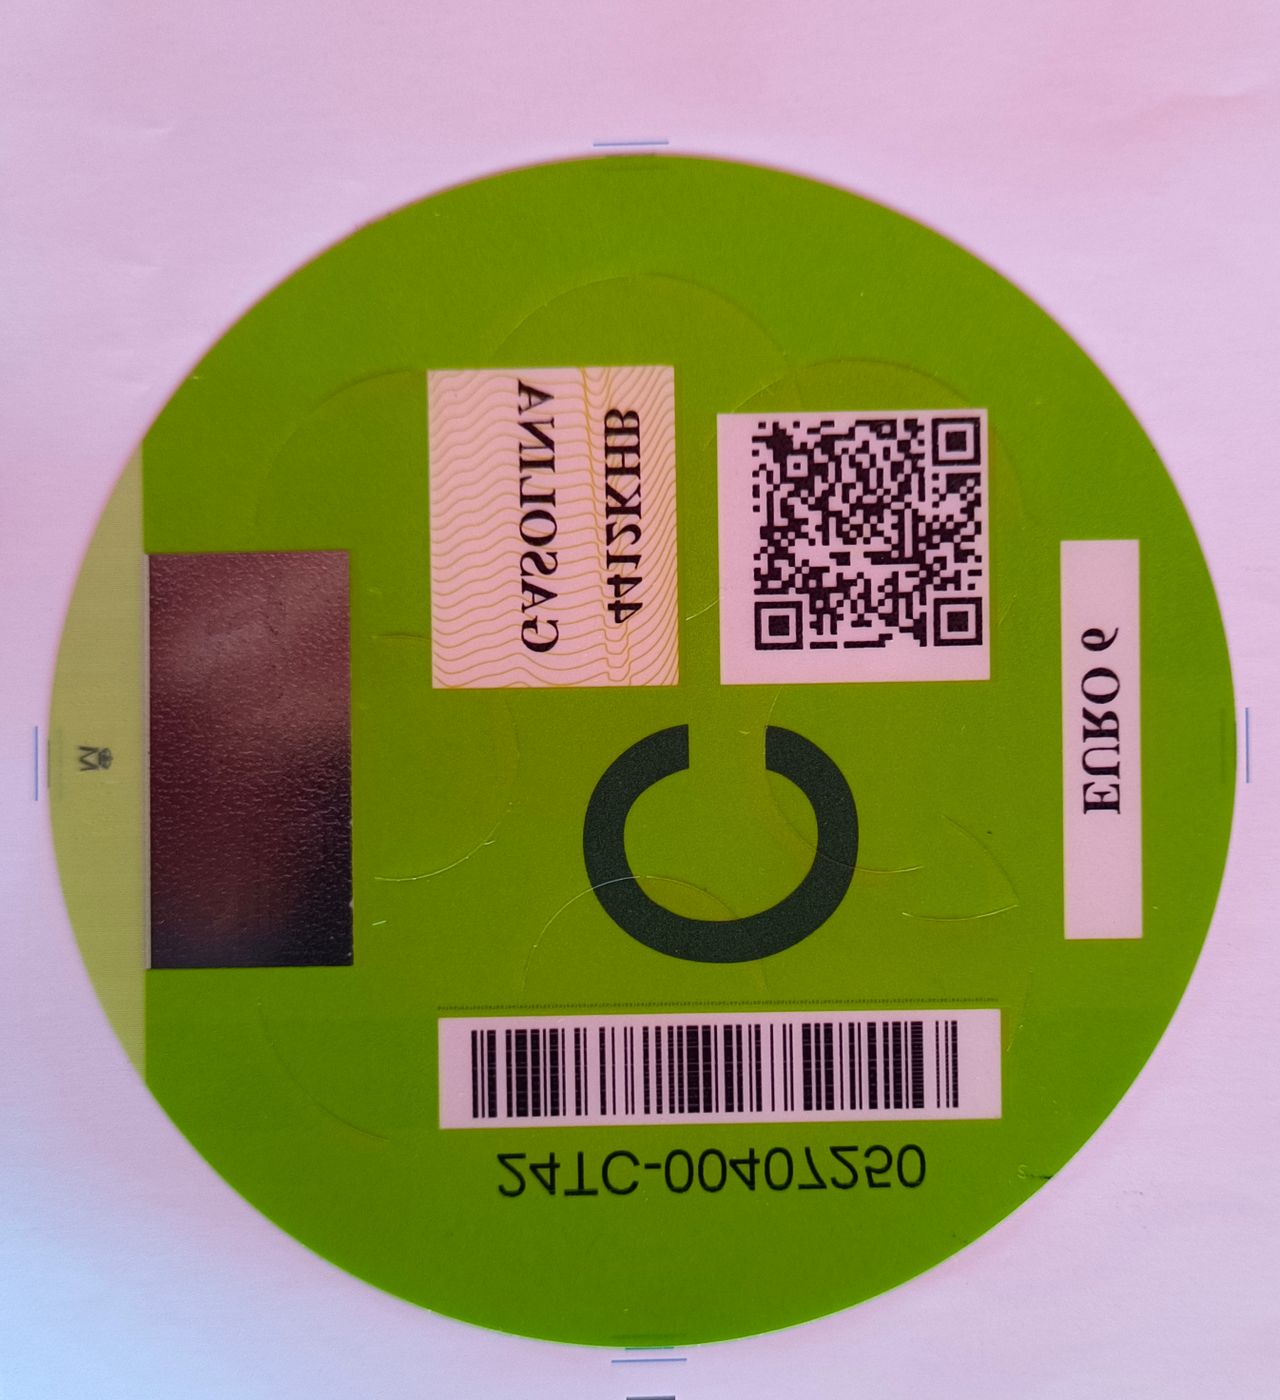 4412KHB
GASOLINA
EURO 6
C
24TC-00407250
M